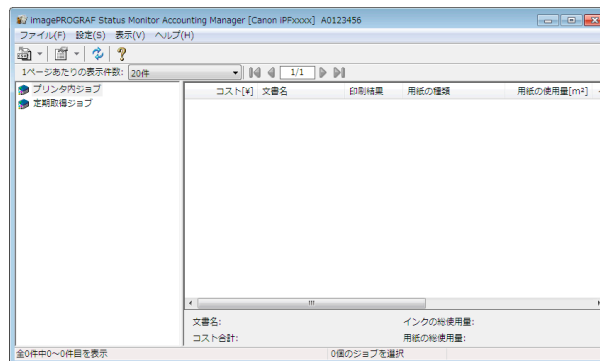 imagePROGRAF Status Monitor Accounting Manager [Canon iPFxxxx] A0123456
ファイル(F) 設定(S) 表示(V) ヘルプ(H)
1ページあたりの表示件数: 20件 1/1
プリンタ内ジョブ
定期取得ジョブ
コスト[¥] 文書名 印刷結果 用紙の種類 用紙の使用量[m²]
文書名: インクの総使用量:
コスト合計: 用紙の総使用量:
全0件中0～0件目を表示 0個のジョブを選択